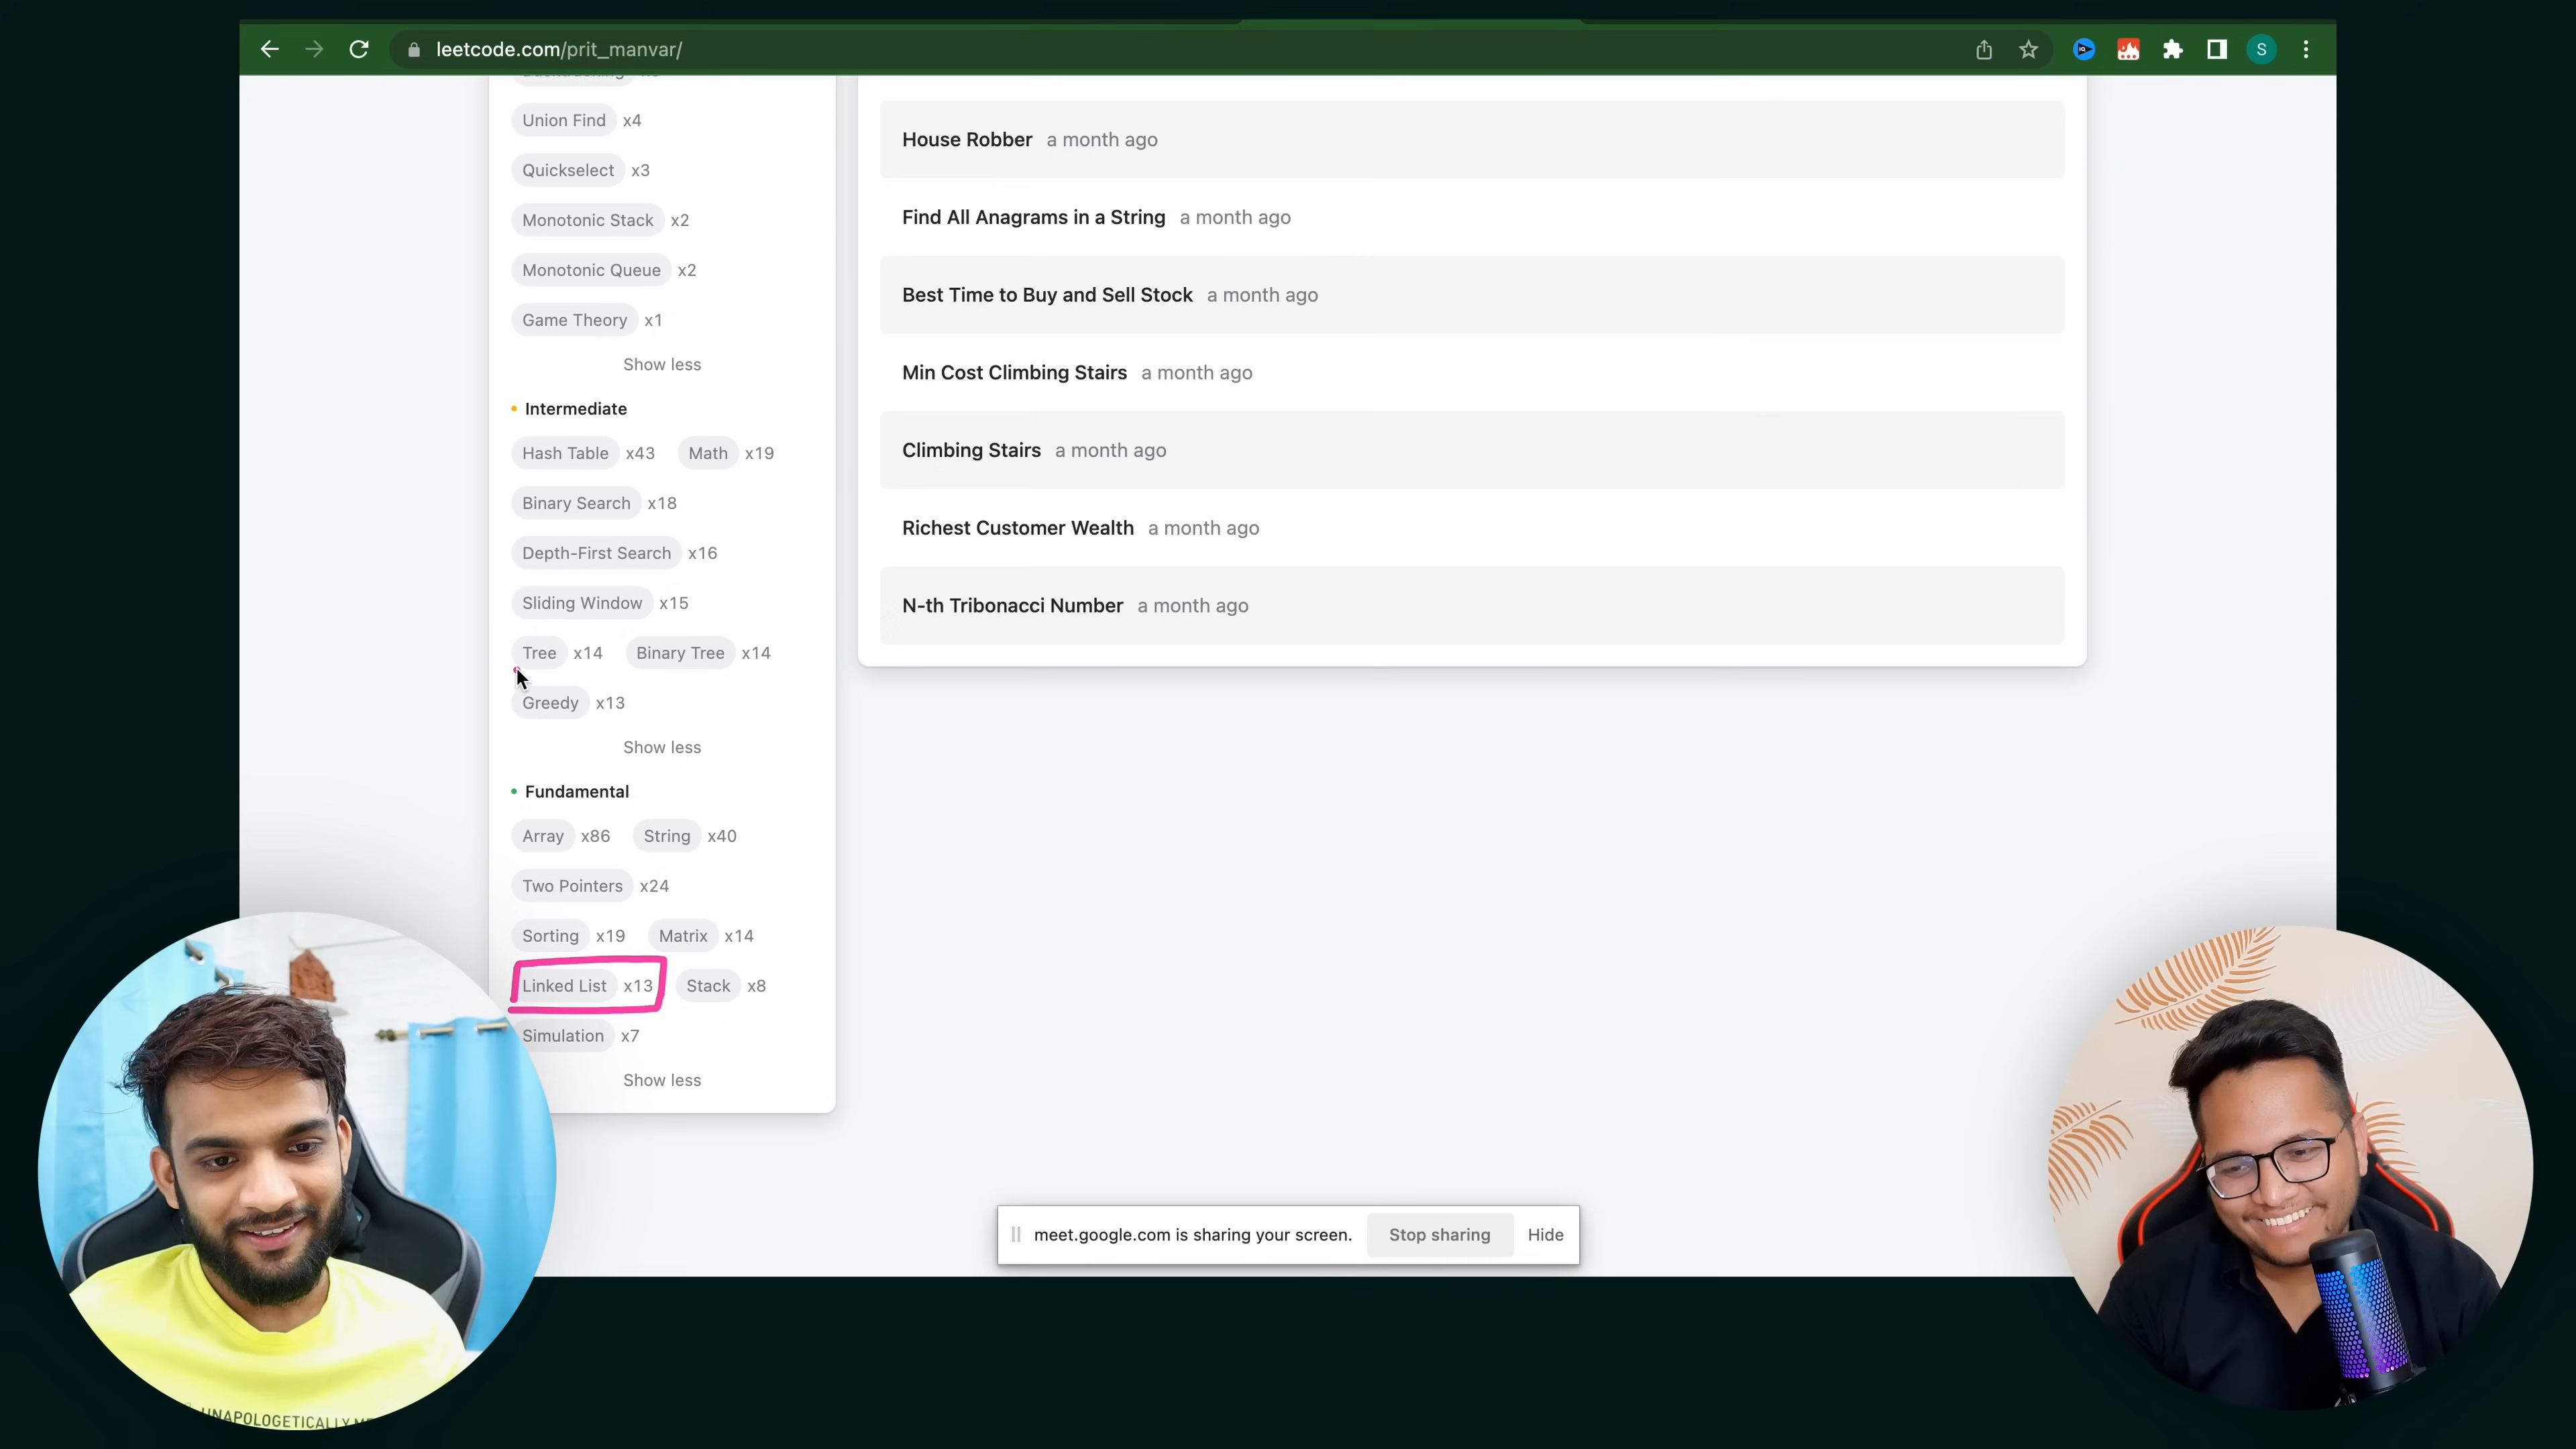 leetcode.com/prit_manvar/
S
Union Find x4
Quickselect x3
Monotonic Stack x2
Monotonic Queue x2
Game Theory x1
Show less
Intermediate
Hash Table x43 Math x19
Binary Search x18
Depth-First Search x16
Sliding Window x15
Tree x14 Binary Tree x14
Greedy x13
Show less
Fundamental
Array x86 String x40
Two Pointers x24
Sorting x19 Matrix x14
Linked List x13 Stack x8
Simulation x7
Show less
House Robber a month ago
Find All Anagrams in a String a month ago
Best Time to Buy and Sell Stock a month ago
Min Cost Climbing Stairs a month ago
Climbing Stairs a month ago
Richest Customer Wealth a month ago
N-th Tribonacci Number a month ago
meet.google.com is sharing your screen. Stop sharing Hide
UNAPOLOGETICALLY